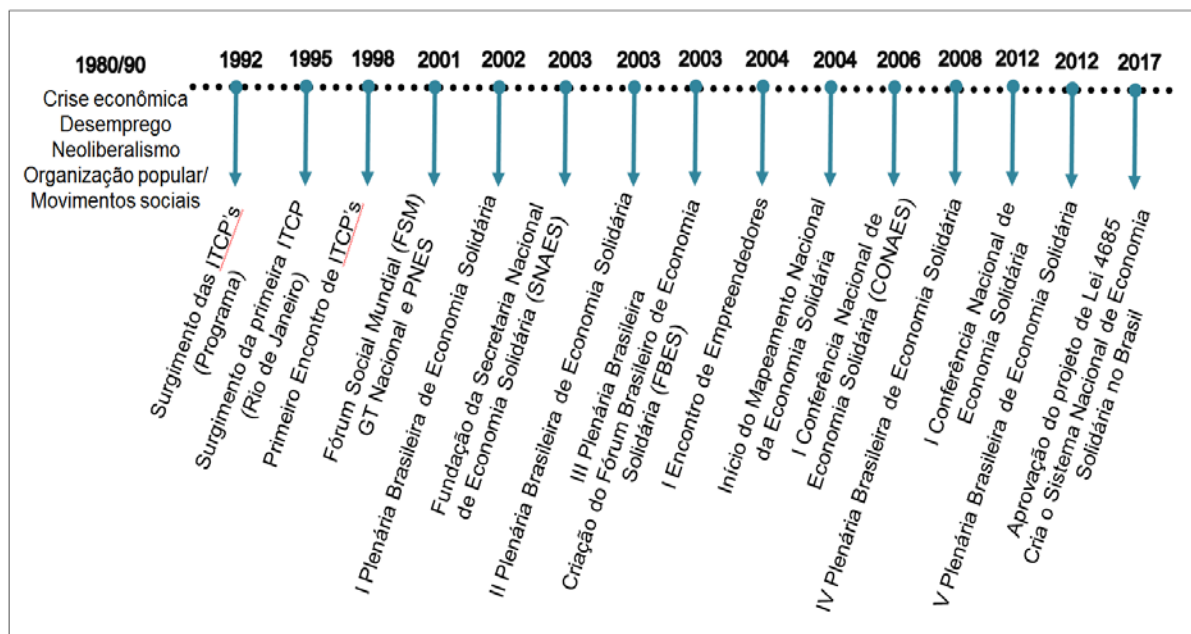 1980/90
Crise econômica
Desemprego
Neoliberalismo
Organização popular/
Movimentos sociais
1992
Surgimento das ITCP's
(Programa)
1995
Surgimento da primeira ITCP
(Rio de Janeiro)
1998
Primeiro Encontro de ITCP's
2001
Fórum Social Mundial (FSM)
GT Nacional e PNES
2002
I Plenária Brasileira de Economia Solidária
2003
Fundação da Secretaria Nacional
de Economia Solidária (SNAES)
2003
II Plenária Brasileira de Economia Solidária
2003
III Plenária Brasileira
Criação do Fórum Brasileiro de Economia
Solidária (FBES)
2004
I Encontro de Empreendedores
2004
Início do Mapeamento Nacional
da Economia Solidária
2006
I Conferência Nacional de
Economia Solidária (CONAES)
2008
IV Plenária Brasileira de Economia Solidária
2012
I Conferência Nacional de
Economia Solidária
2012
V Plenária Brasileira de Economia Solidária
2017
Aprovação do projeto de Lei 4685
Cria o Sistema Nacional de Economia
Solidária no Brasil